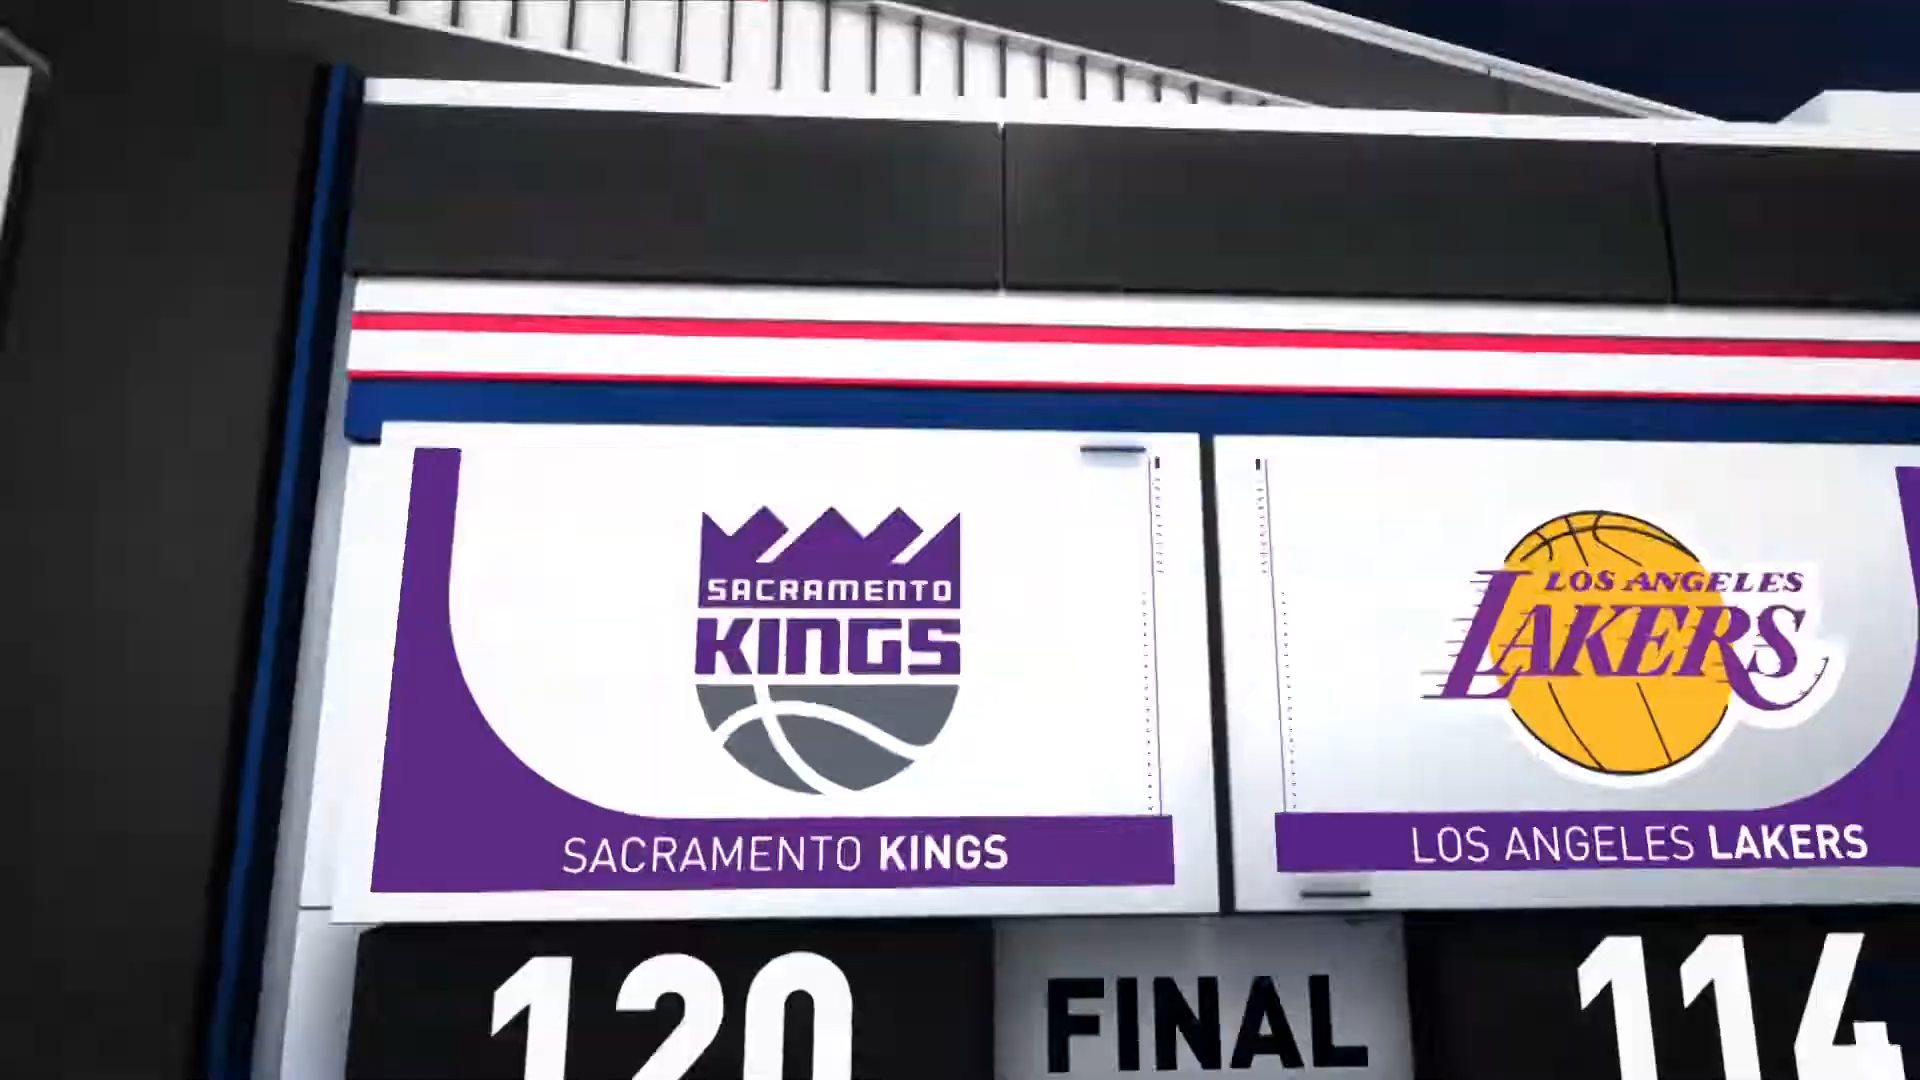 SACRAMENTO
KINGS
LOS ANGELES
LAKERS
SACRAMENTO KINGS
LOS ANGELES LAKERS
120
FINAL
114